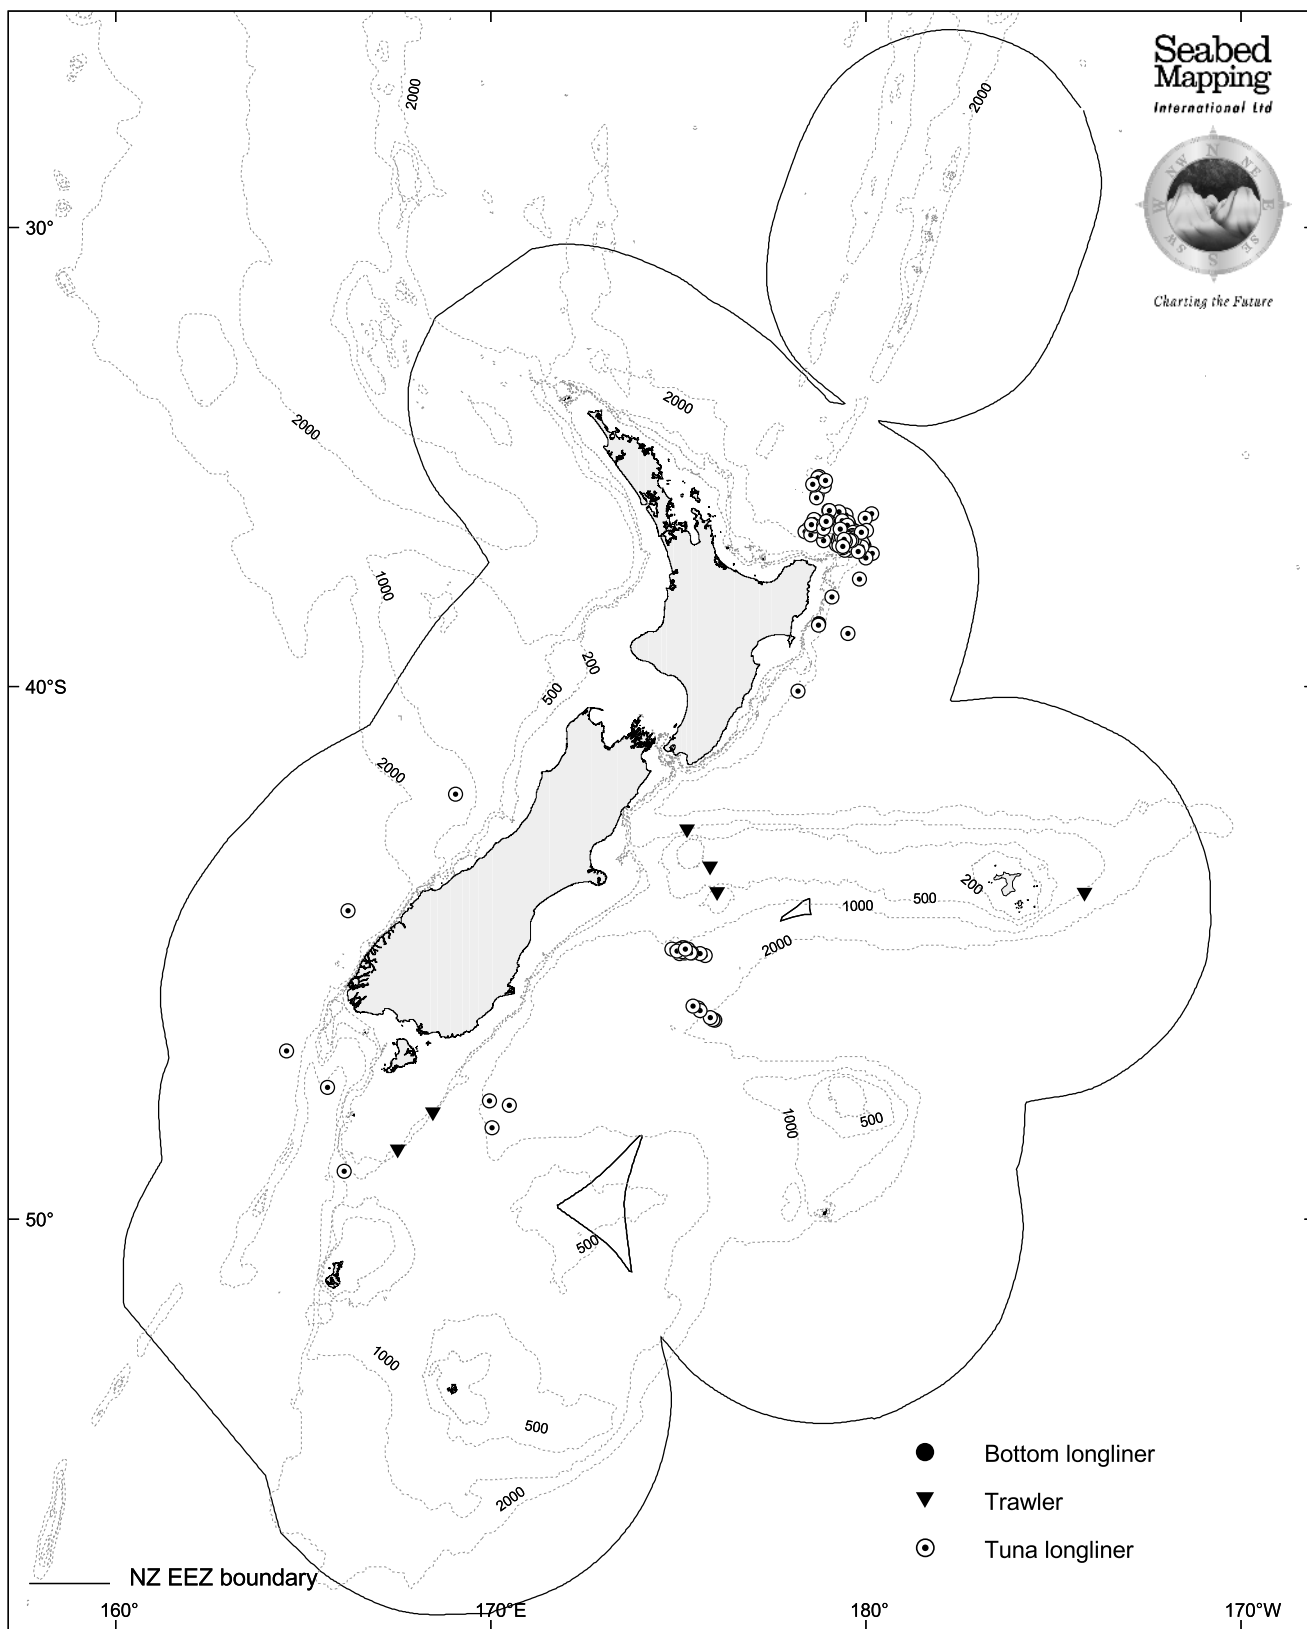 Seabed
Mapping
International Ltd
N
NE
E
SE
S
SW
W
NW
Charting the Future
2000
2000
30°
2000
2000
1000
200
500
40°S
2000
200
500
1000
2000
1000
500
50°
500
1000
500
2000
Bottom longliner
Trawler
Tuna longliner
NZ EEZ boundary
160°
170°E
180°
170°W